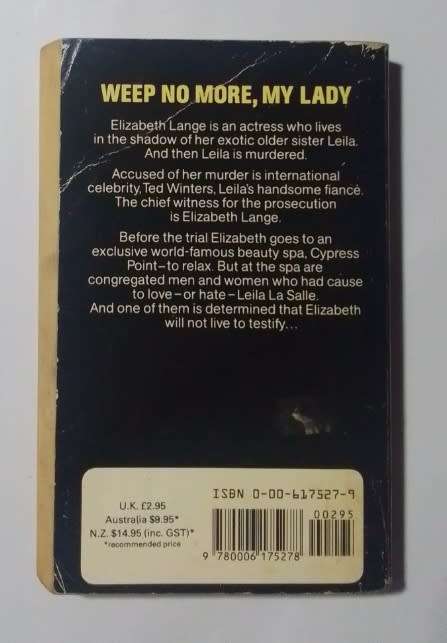 WEEP NO MORE, MY LADY
Elizabeth Lange is an actress who lives
in the shadow of her exotic older sister Leila.
And then Leila is murdered.
Accused of her murder is international
celebrity, Ted Winters, Leila's handsome fiancé.
The chief witness for the prosecution
is Elizabeth Lange.
Before the trial Elizabeth goes to an
exclusive world-famous beauty spa, Cypress
Point–to relax. But at the spa are
congregated men and women who had cause
to love – or hate – Leila La Salle.
And one of them is determined that Elizabeth
will not live to testify...
U.K. £2.95
Australia $9.95*
N.Z. $14.95 (inc. GST)*
*recommended price
ISBN 0-00-617527-9
00295
9 780006 175278